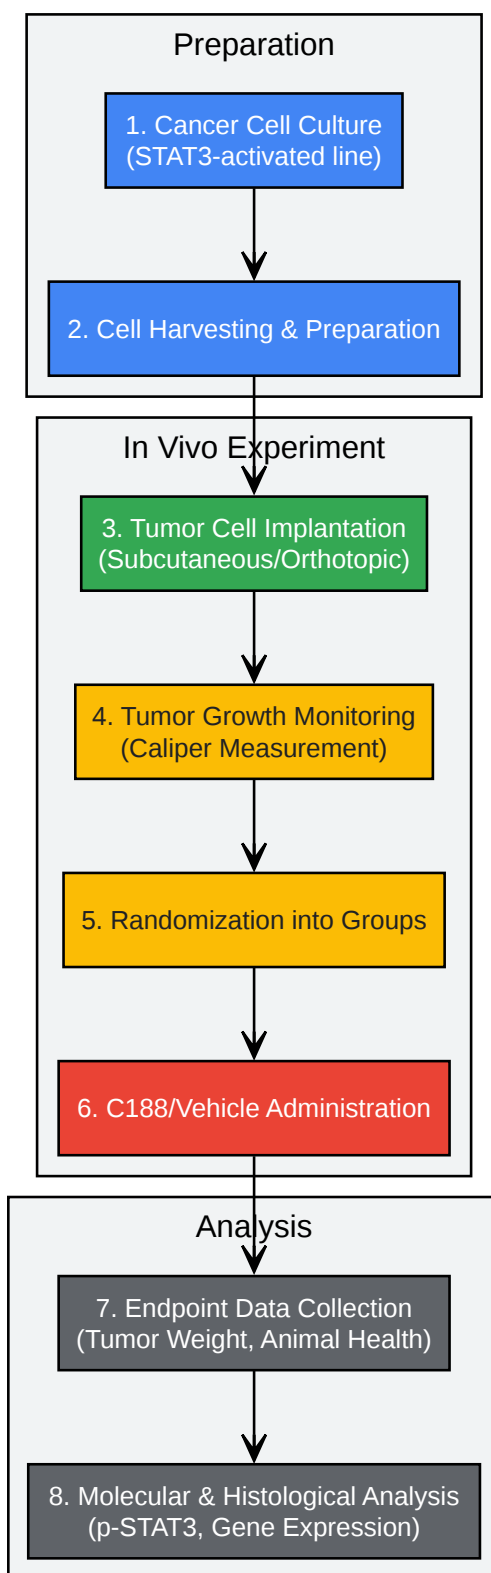 Preparation
1. Cancer Cell Culture
(STAT3-activated line)
2. Cell Harvesting & Preparation
In Vivo Experiment
3. Tumor Cell Implantation
(Subcutaneous/Orthotopic)
4. Tumor Growth Monitoring
(Caliper Measurement)
5. Randomization into Groups
6. C188/Vehicle Administration
Analysis
7. Endpoint Data Collection
(Tumor Weight, Animal Health)
8. Molecular & Histological Analysis
(p-STAT3, Gene Expression)